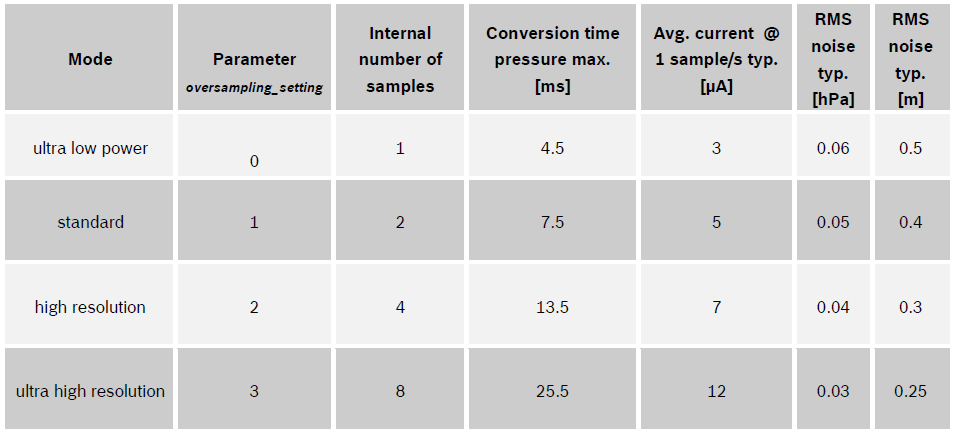 Mode Parameter oversampling_setting Internal number of samples Conversion time pressure max. [ms] Avg. current @ 1 sample/s typ. [µA] RMS noise typ. [hPa] RMS noise typ. [m]
ultra low power 0 1 4.5 3 0.06 0.5
standard 1 2 7.5 5 0.05 0.4
high resolution 2 4 13.5 7 0.04 0.3
ultra high resolution 3 8 25.5 12 0.03 0.25